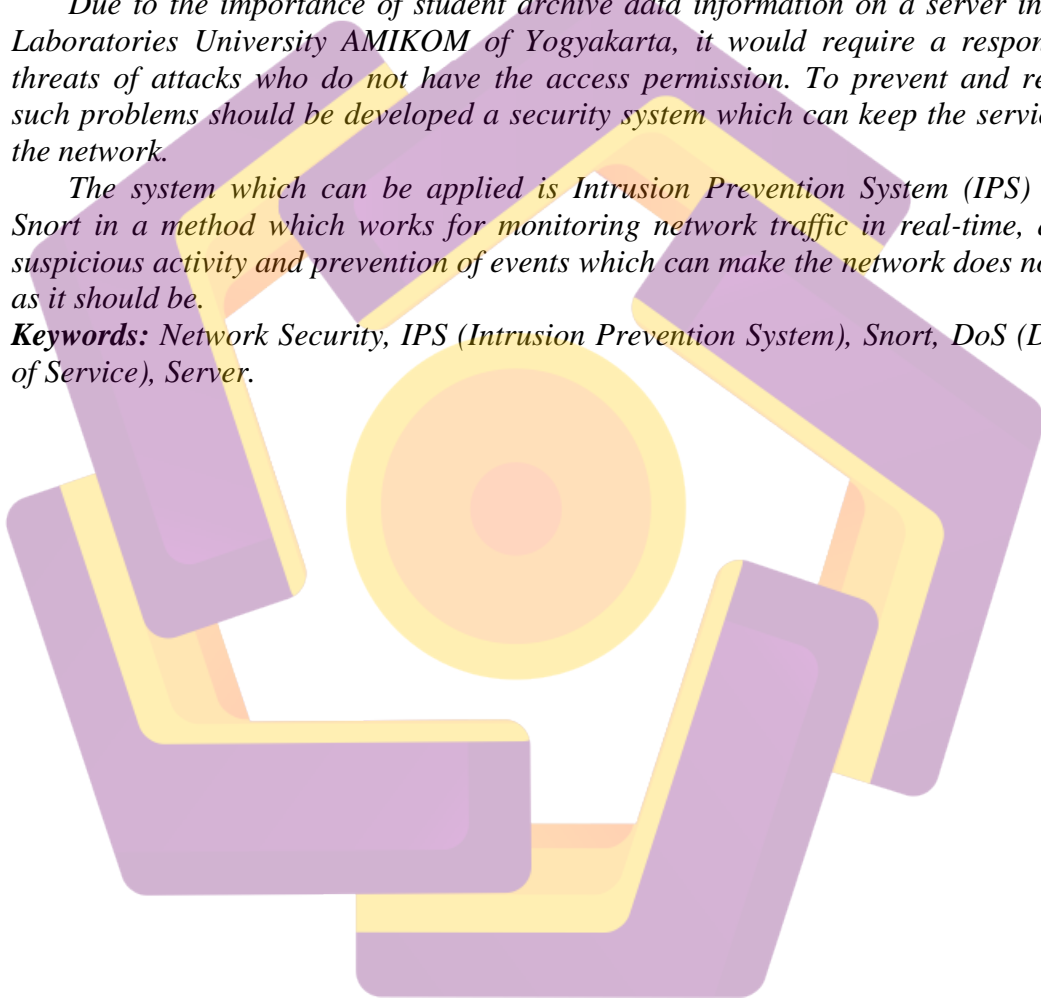 Due to the importance of student archive data information on a server in
Laboratories University AMIKOM of Yogyakarta, it would require a respon
threats of attacks who do not have the access permission. To prevent and re
such problems should be developed a security system which can keep the servic
the network.
The system which can be applied is Intrusion Prevention System (IPS)
Snort in a method which works for monitoring network traffic in real-time,
suspicious activity and prevention of events which can make the network does no
as it should be.
Keywords: Network Security, IPS (Intrusion Prevention System), Snort, DoS (D
of Service), Server.